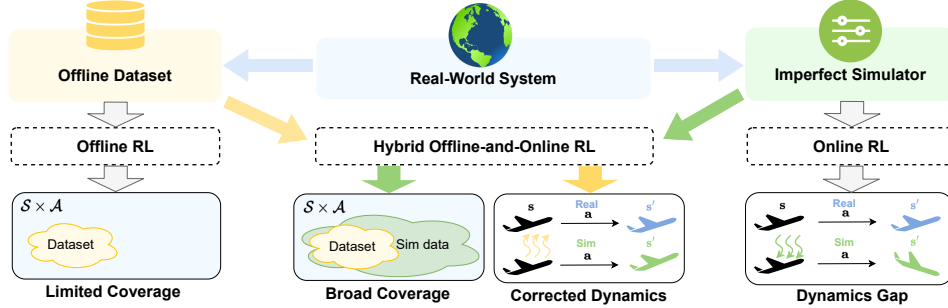 Offline Dataset
Real-World System
Imperfect Simulator
Offline RL
Hybrid Offline-and-Online RL
Online RL
S × A
Dataset
S × A
Dataset
Sim data
s
Real
a
s′
Sim
a
s′
s
Real
a
s′
Sim
a
s′
Limited Coverage
Broad Coverage
Corrected Dynamics
Dynamics Gap